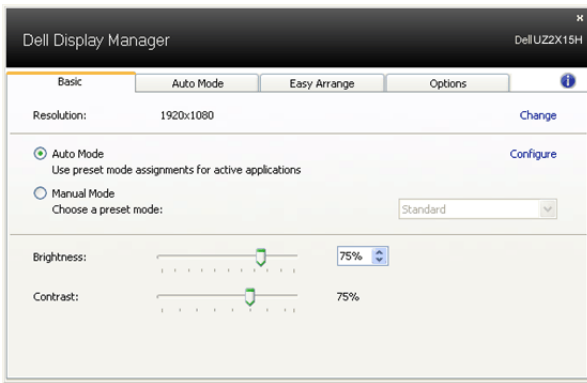 Dell Display Manager
Dell UZ2X15H
Basic
Auto Mode
Easy Arrange
Options
Resolution: 1920x1080 Change
Auto Mode Configure
Use preset mode assignments for active applications
Manual Mode
Choose a preset mode: Standard
Brightness: 75%
Contrast: 75%